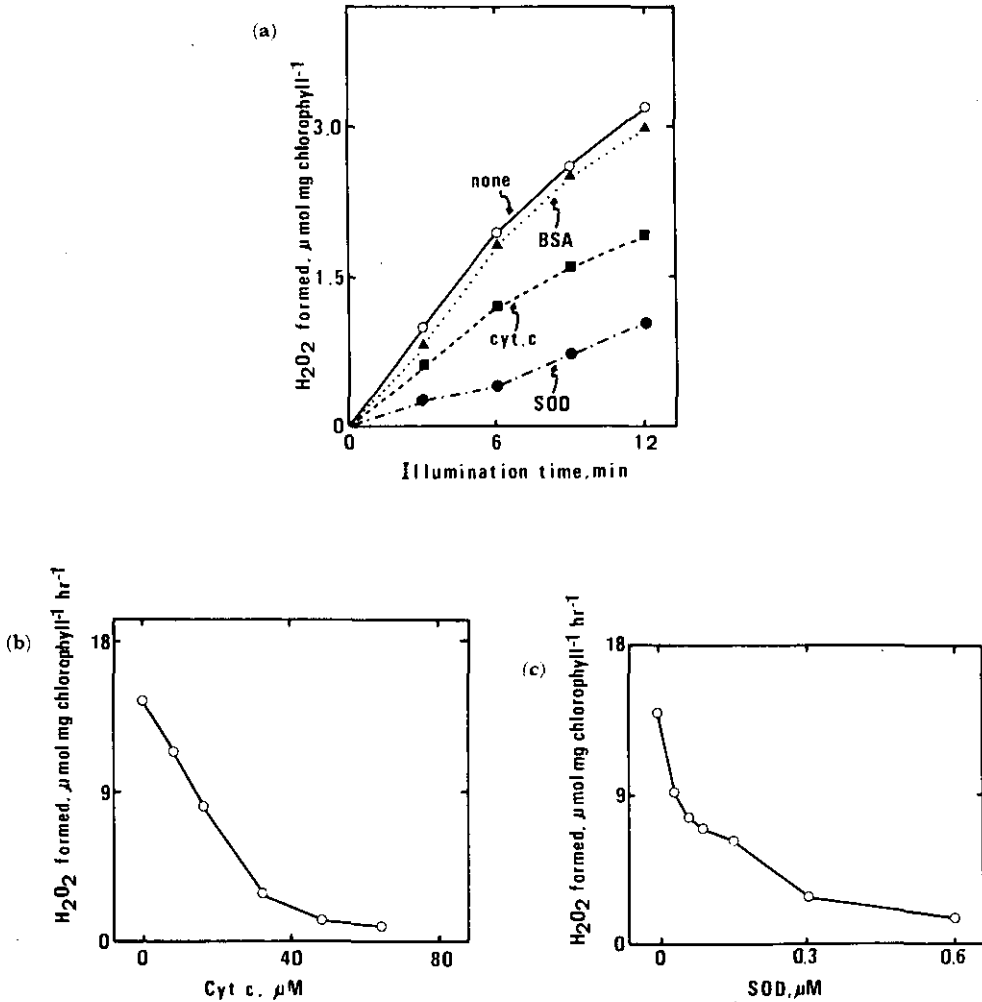 (a)
H₂O₂ formed, μmol mg chlorophyll⁻¹
3.0
1.5
0
none
BSA
cyt.c
SOD
0 6 12
Illumination time,min
(b)
H₂O₂ formed, μmol mg chlorophyll⁻¹ hr⁻¹
18
9
0
0 40 80
Cyt c, μM
(c)
H₂O₂ formed, μmol mg chlorophyll⁻¹ hr⁻¹
18
9
0
0 0.3 0.6
SOD,μM